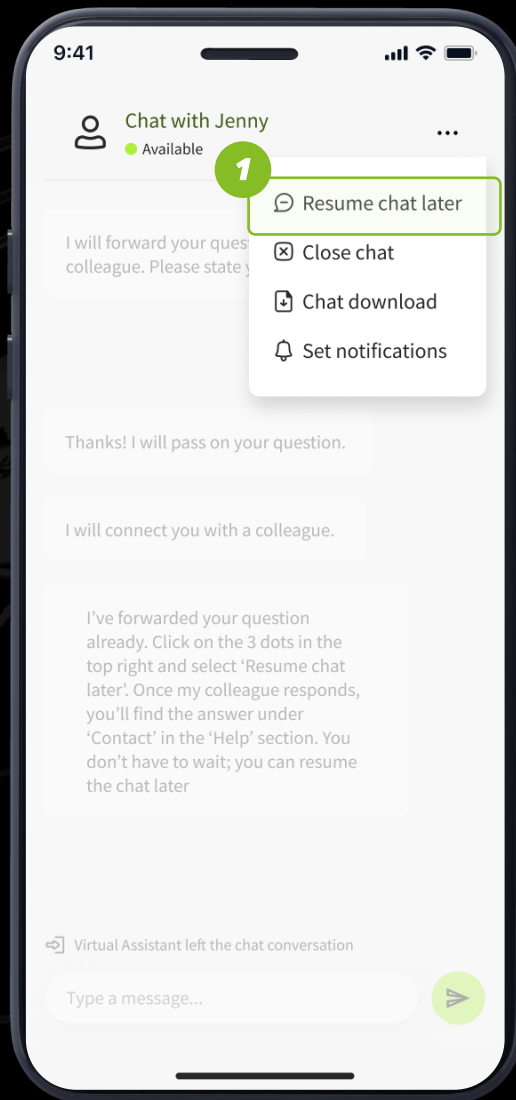 9:41
Chat with Jenny
Available
1
Resume chat later
Close chat
Chat download
Set notifications
I will forward your
colleague. Please state
Thanks! I will pass on your question.
I will connect you with a colleague.
I’ve forwarded your question
already. Click on the 3 dots in the
top right and select ‘Resume chat
later’. Once my colleague responds,
you’ll find the answer under
‘Contact’ in the ‘Help’ section. You
don’t have to wait; you can resume
the chat later
Virtual Assistant left the chat conversation
Type a message...